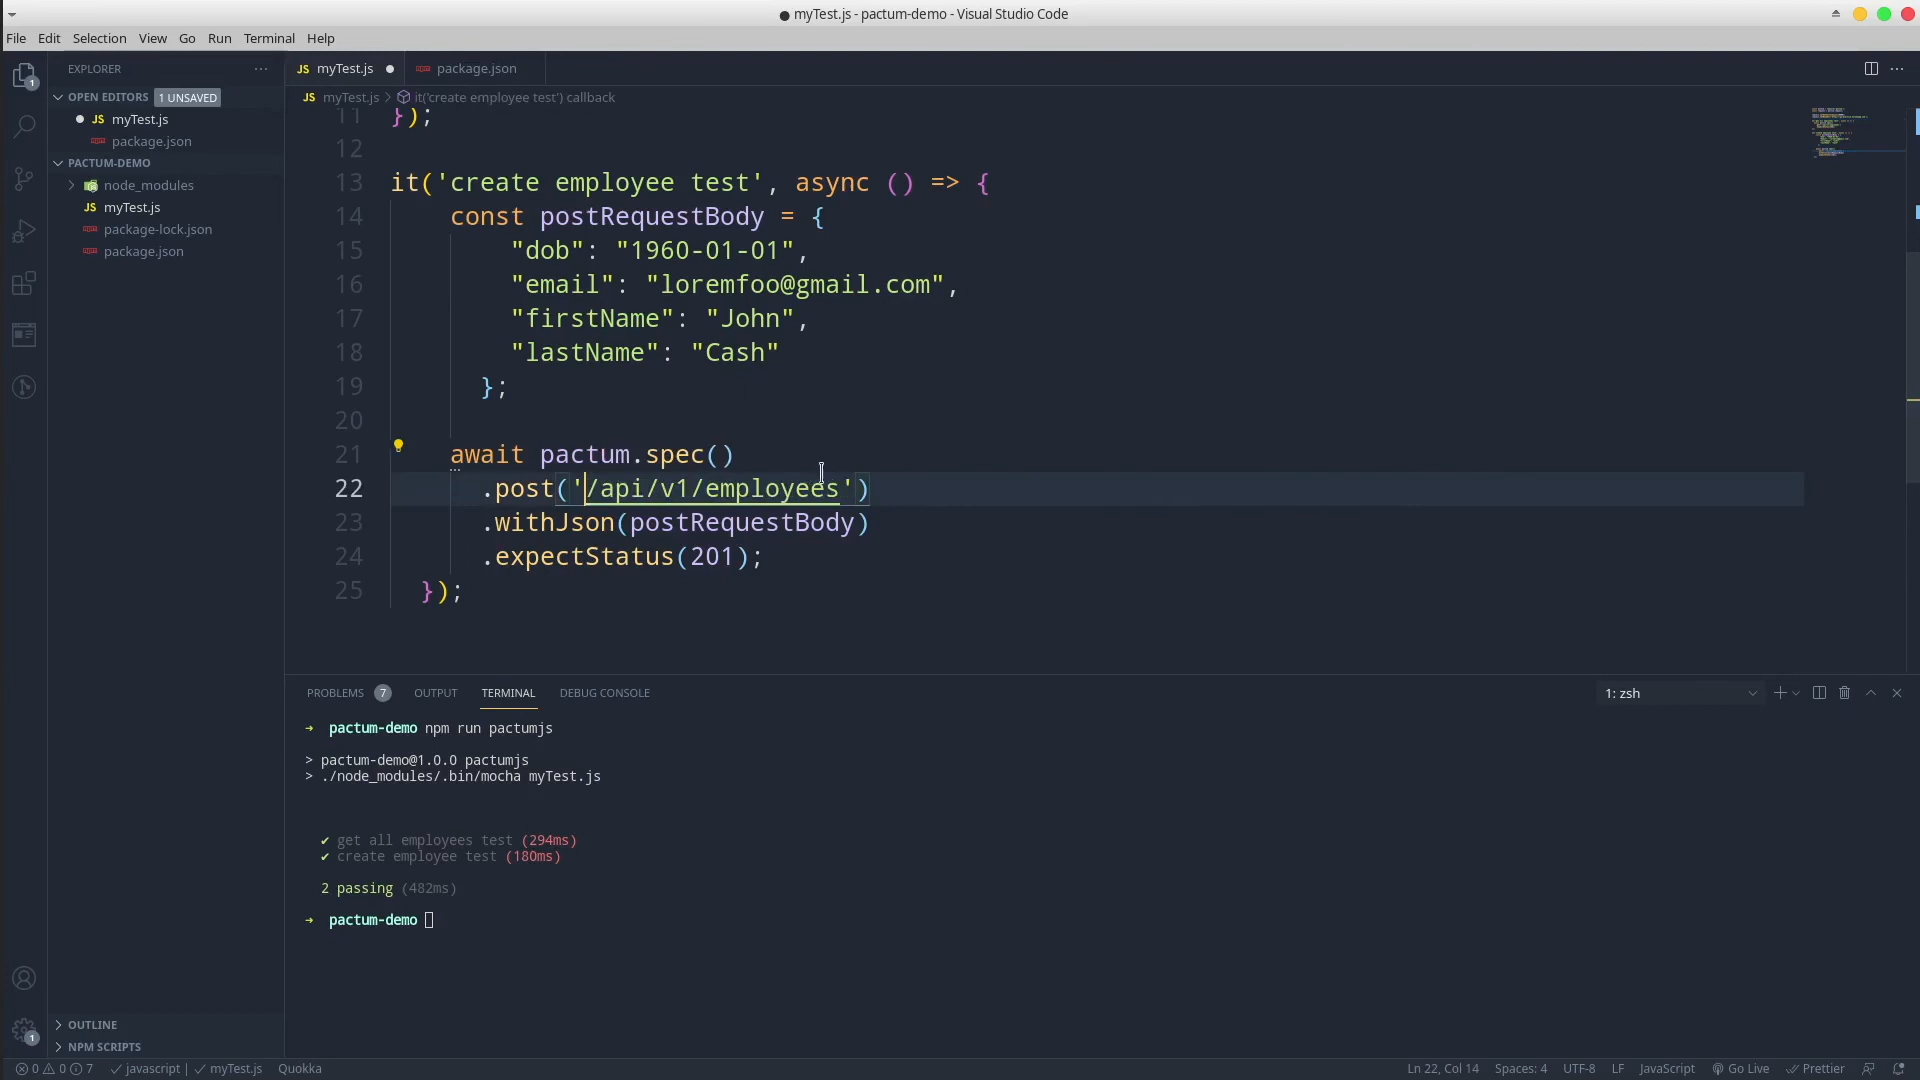 myTest.js - pactum-demo - Visual Studio Code
File Edit Selection View Go Run Terminal Help
EXPLORER
OPEN EDITORS 1 UNSAVED
JS myTest.js
package.json
PACTUM-DEMO
node_modules
JS myTest.js
package-lock.json
package.json
OUTLINE
NPM SCRIPTS
1
1
JS myTest.js package.json
JS myTest.js > it('create employee test') callback
11 });
12
13 it('create employee test', async () => {
14 const postRequestBody = {
15 "dob": "1960-01-01",
16 "email": "loremfoo@gmail.com",
17 "firstName": "John",
18 "lastName": "Cash"
19 };
20
21 await pactum.spec()
22 .post('/api/v1/employees')
23 .withJson(postRequestBody)
24 .expectStatus(201);
25 });
PROBLEMS 7 OUTPUT TERMINAL DEBUG CONSOLE 1: zsh
→ pactum-demo npm run pactumjs
> pactum-demo@1.0.0 pactumjs
> ./node_modules/.bin/mocha myTest.js
✔ get all employees test (294ms)
✔ create employee test (180ms)
2 passing (482ms)
→ pactum-demo
0 0 7 javascript | myTest.js Quokka Ln 22, Col 14 Spaces: 4 UTF-8 LF JavaScript Go Live Prettier